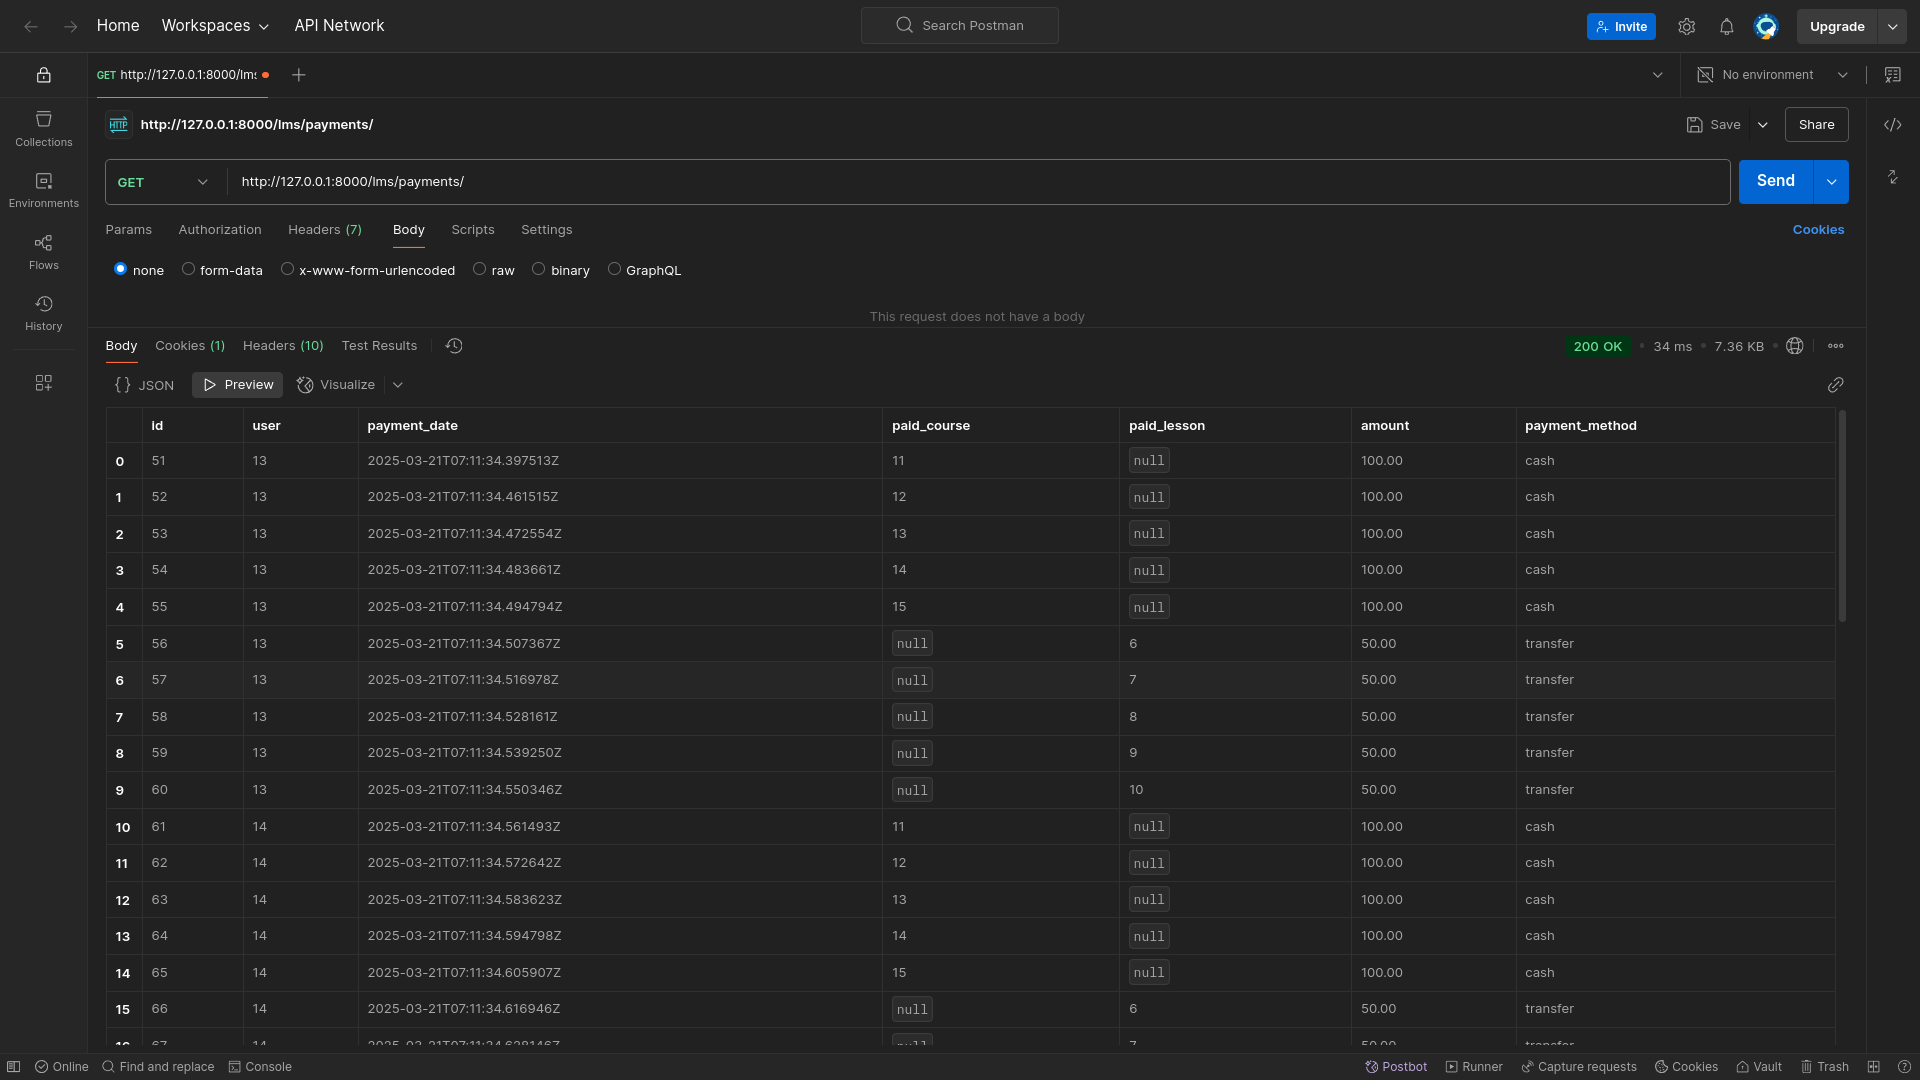 Home Workspaces API Network Search Postman Invite Upgrade
GET http://127.0.0.1:8000/lms No environment
http://127.0.0.1:8000/lms/payments/ Save Share
Collections
GET http://127.0.0.1:8000/lms/payments/ Send
Environments
Params Authorization Headers (7) Body Scripts Settings Cookies
Flows
none form-data x-www-form-urlencoded raw binary GraphQL
History
This request does not have a body
Body Cookies (1) Headers (10) Test Results 200 OK 34 ms 7.36 KB
{} JSON Preview Visualize
id user payment_date paid_course paid_lesson amount payment_method
0 51 13 2025-03-21T07:11:34.397513Z 11 null 100.00 cash
1 52 13 2025-03-21T07:11:34.461515Z 12 null 100.00 cash
2 53 13 2025-03-21T07:11:34.472554Z 13 null 100.00 cash
3 54 13 2025-03-21T07:11:34.483661Z 14 null 100.00 cash
4 55 13 2025-03-21T07:11:34.494794Z 15 null 100.00 cash
5 56 13 2025-03-21T07:11:34.507367Z null 6 50.00 transfer
6 57 13 2025-03-21T07:11:34.516978Z null 7 50.00 transfer
7 58 13 2025-03-21T07:11:34.528161Z null 8 50.00 transfer
8 59 13 2025-03-21T07:11:34.539250Z null 9 50.00 transfer
9 60 13 2025-03-21T07:11:34.550346Z null 10 50.00 transfer
10 61 14 2025-03-21T07:11:34.561493Z 11 null 100.00 cash
11 62 14 2025-03-21T07:11:34.572642Z 12 null 100.00 cash
12 63 14 2025-03-21T07:11:34.583623Z 13 null 100.00 cash
13 64 14 2025-03-21T07:11:34.594798Z 14 null 100.00 cash
14 65 14 2025-03-21T07:11:34.605907Z 15 null 100.00 cash
15 66 14 2025-03-21T07:11:34.616946Z null 6 50.00 transfer
Online Find and replace Console Postbot Runner Capture requests Cookies Vault Trash